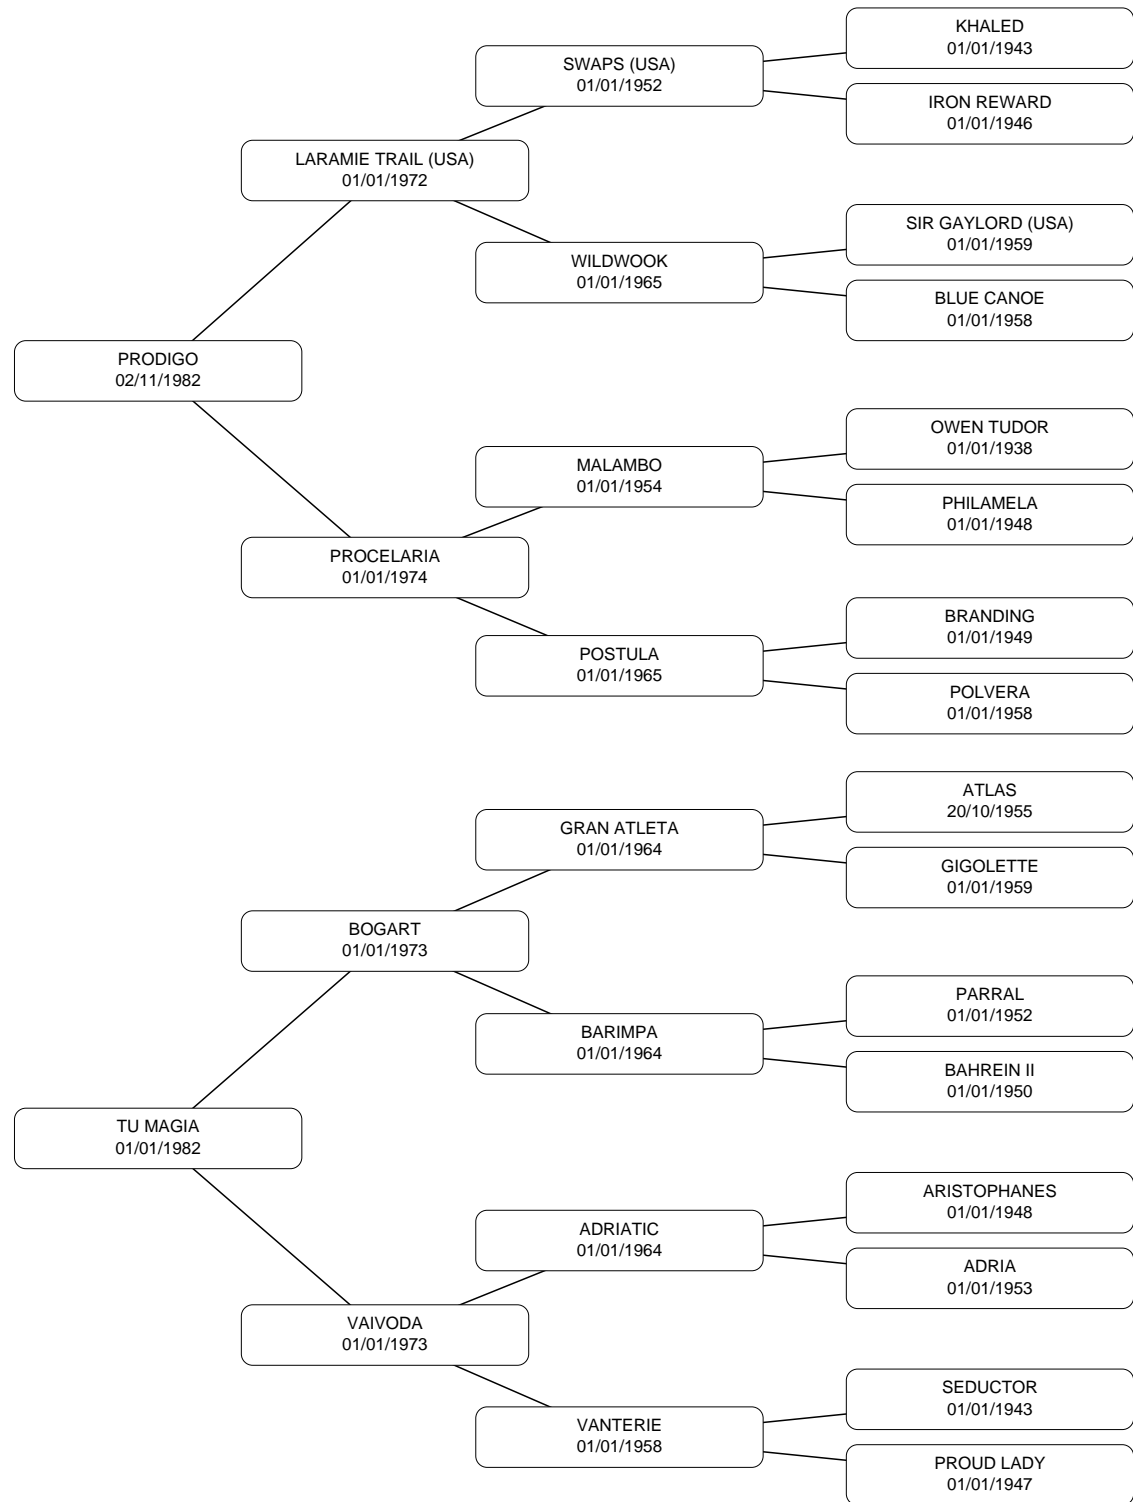 KHALED
01/01/1943
SWAPS (USA)
01/01/1952
IRON REWARD
01/01/1946
LARAMIE TRAIL (USA)
01/01/1972
SIR GAYLORD (USA)
01/01/1959
WILDWOOK
01/01/1965
BLUE CANOE
01/01/1958
PRODIGO
02/11/1982
OWEN TUDOR
01/01/1938
MALAMBO
01/01/1954
PHILAMELA
01/01/1948
PROCELARIA
01/01/1974
BRANDING
01/01/1949
POSTULA
01/01/1965
POLVERA
01/01/1958
ATLAS
20/10/1955
GRAN ATLETA
01/01/1964
GIGOLETTE
01/01/1959
BOGART
01/01/1973
PARRAL
01/01/1952
BARIMPA
01/01/1964
BAHREIN II
01/01/1950
TU MAGIA
01/01/1982
ARISTOPHANES
01/01/1948
ADRIATIC
01/01/1964
ADRIA
01/01/1953
VAIVODA
01/01/1973
SEDUCTOR
01/01/1943
VANTERIE
01/01/1958
PROUD LADY
01/01/1947